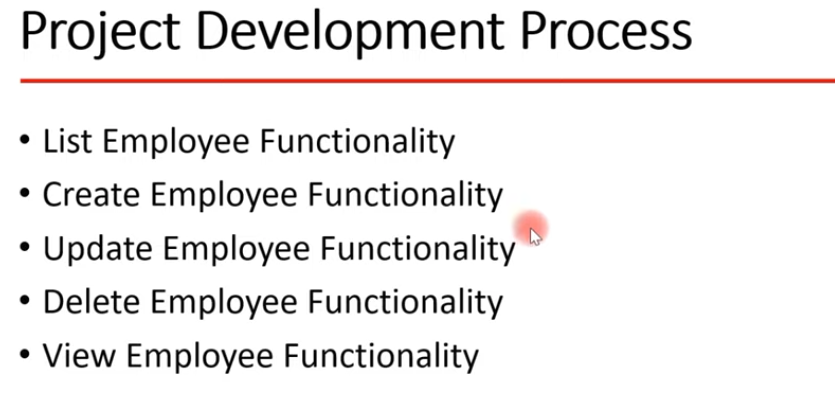 Project Development Process
• List Employee Functionality
• Create Employee Functionality
• Update Employee Functionality
• Delete Employee Functionality
• View Employee Functionality